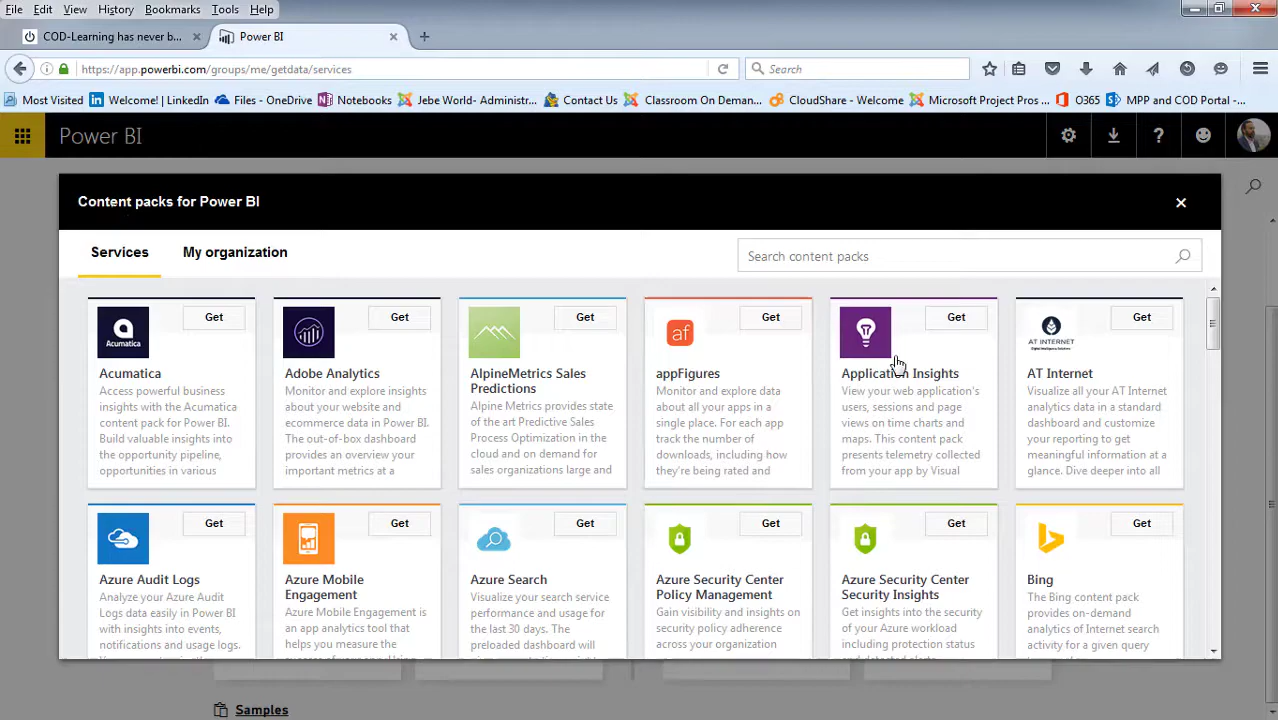 File Edit View History Bookmarks Tools Help
COD-Learning has never b...
Power BI
https://app.powerbi.com/groups/me/getdata/services
Search
Most Visited
Welcome! | LinkedIn
Files - OneDrive
Notebooks
Jebe World- Administr...
Contact Us
Classroom On Deman...
CloudShare - Welcome
Microsoft Project Pros ...
O365
MPP and COD Portal -...
Power BI
Content packs for Power BI
Services
My organization
Search content packs
Get
Acumatica
Acumatica
Access powerful business
insights with the Acumatica
content pack for Power BI.
Build valuable insights into
the opportunity pipeline,
opportunities in various
Get
Adobe Analytics
Monitor and explore insights
about your website and
ecommerce data in Power BI.
The out-of-box dashboard
provides an overview your
important metrics at a
Get
AlpineMetrics Sales
Predictions
Alpine Metrics provides state
of the art Predictive Sales
Process Optimization in the
cloud and on demand for
sales organizations large and
Get
af
appFigures
Monitor and explore data
about all your apps in a
single place. For each app
track the number of
downloads, including how
they're being rated and
Get
Application Insights
View your web application's
users, sessions and page
views on time charts and
maps. This content pack
presents telemetry collected
from your app by Visual
Get
AT INTERNET
AT Internet
Visualize all your AT Internet
analytics data in a standard
dashboard and customize
your reporting to get
meaningful information at a
glance. Dive deeper into all
Get
Azure Audit Logs
Analyze your Azure Audit
Logs data easily in Power BI
with insights into events,
notifications and usage logs.
Get
Azure Mobile
Engagement
Azure Mobile Engagement is
an app analytics tool that
helps you measure the
Get
Azure Search
Visualize your search service
performance and usage for
the last 30 days. The
preloaded dashboard will
Get
Azure Security Center
Policy Management
Gain visibility and insights on
security policy adherence
across your organization
Get
Azure Security Center
Security Insights
Get insights into the security
of your Azure workload
including protection status
Get
Bing
The Bing content pack
provides on-demand
analytics of Internet search
activity for a given query
Samples